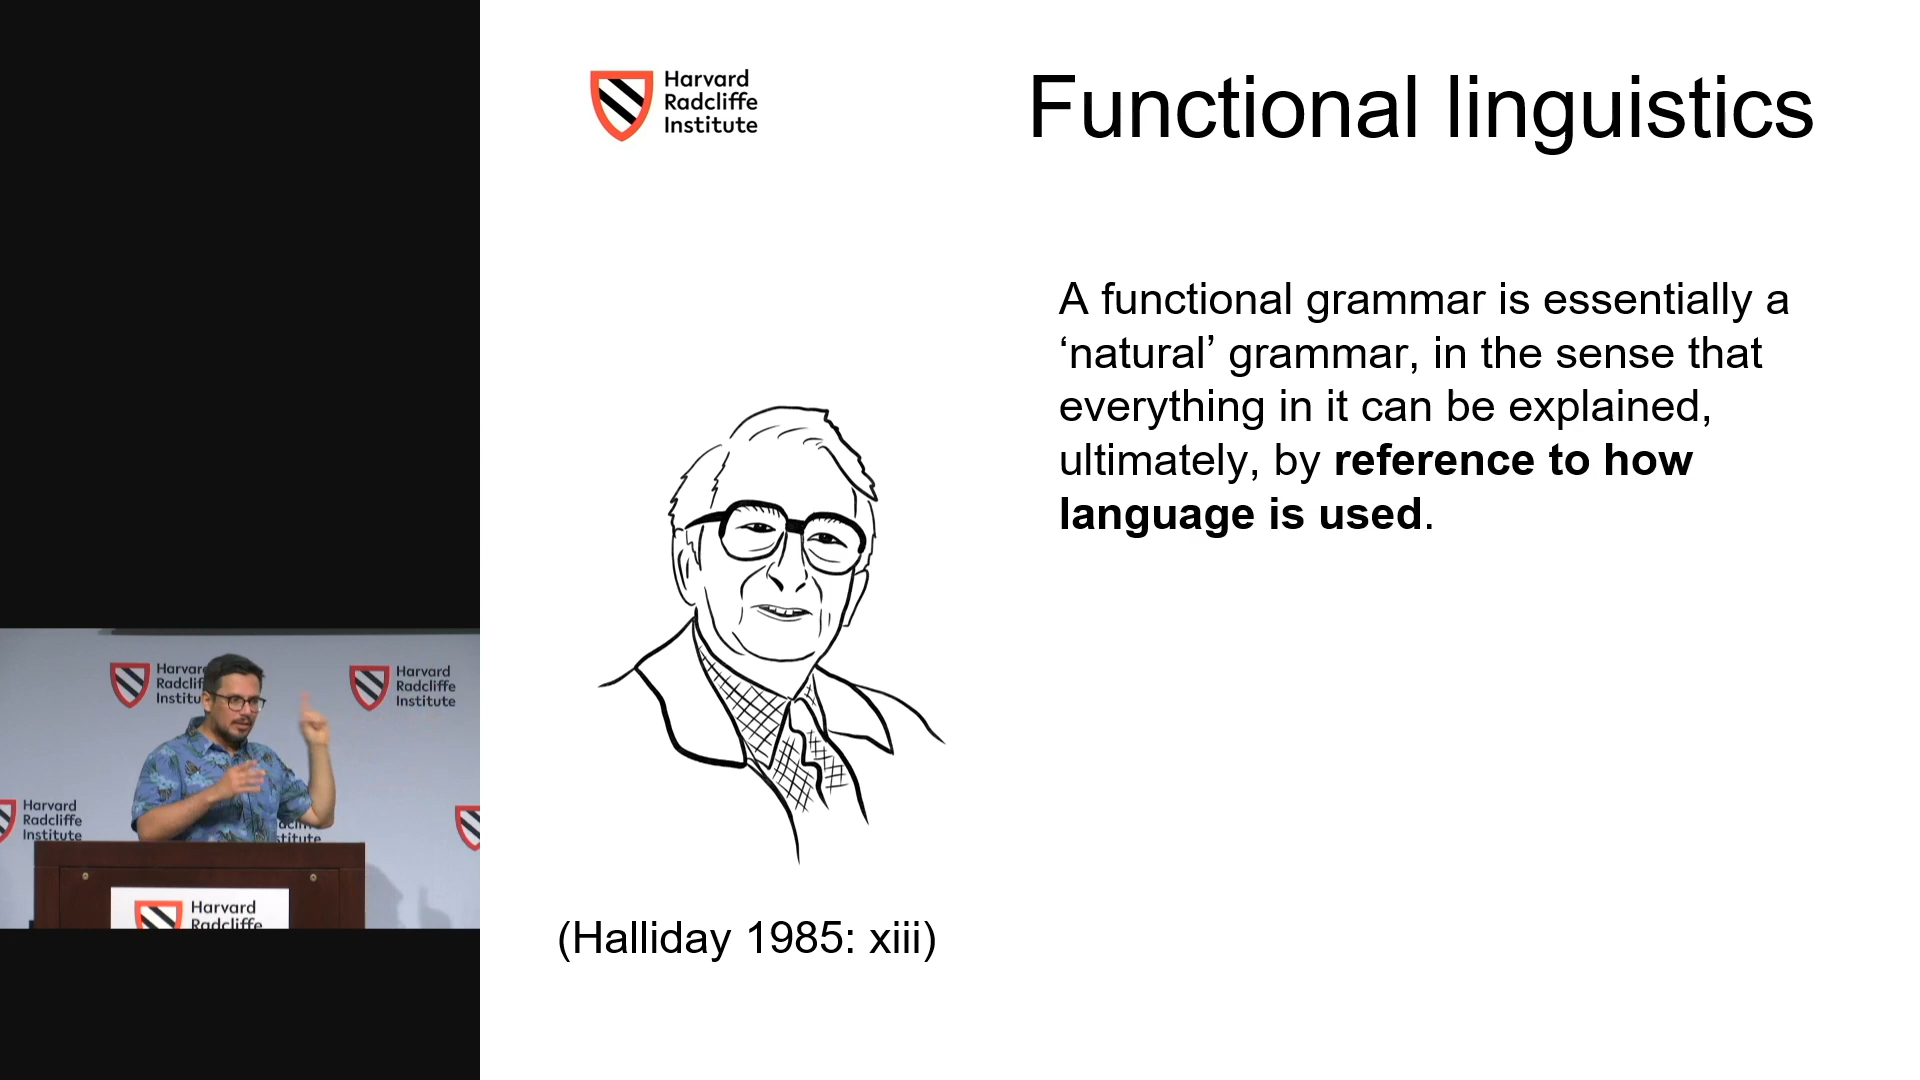 Harvard
Radcliffe
Institute
Functional linguistics
A functional grammar is essentially a
‘natural’ grammar, in the sense that
everything in it can be explained,
ultimately, by reference to how
language is used.
(Halliday 1985: xiii)
Harvard
Radcliffe
Institute
Harvard
Radcliffe
Institute
Harvard
Radcliffe